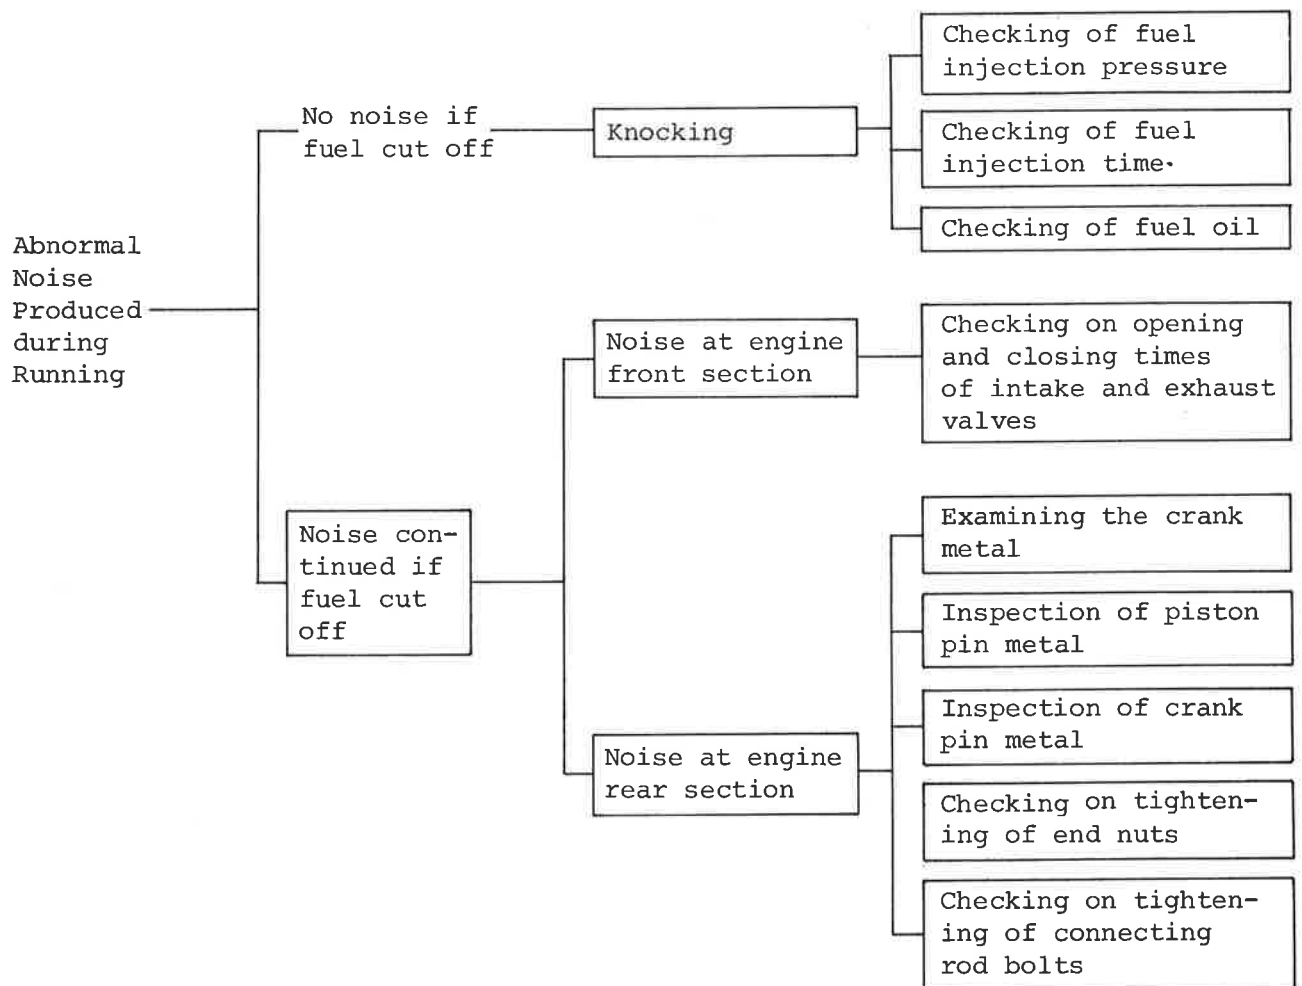 Abnormal
Noise
Produced
during
Running
No noise if
fuel cut off
Knocking
Checking of fuel
injection pressure
Checking of fuel
injection time.
Checking of fuel oil
Noise con-
tinued if
fuel cut
off
Noise at engine
front section
Checking on opening
and closing times
of intake and exhaust
valves
Noise at engine
rear section
Examining the crank
metal
Inspection of piston
pin metal
Inspection of crank
pin metal
Checking on tighten-
ing of end nuts
Checking on tighten-
ing of connecting
rod bolts